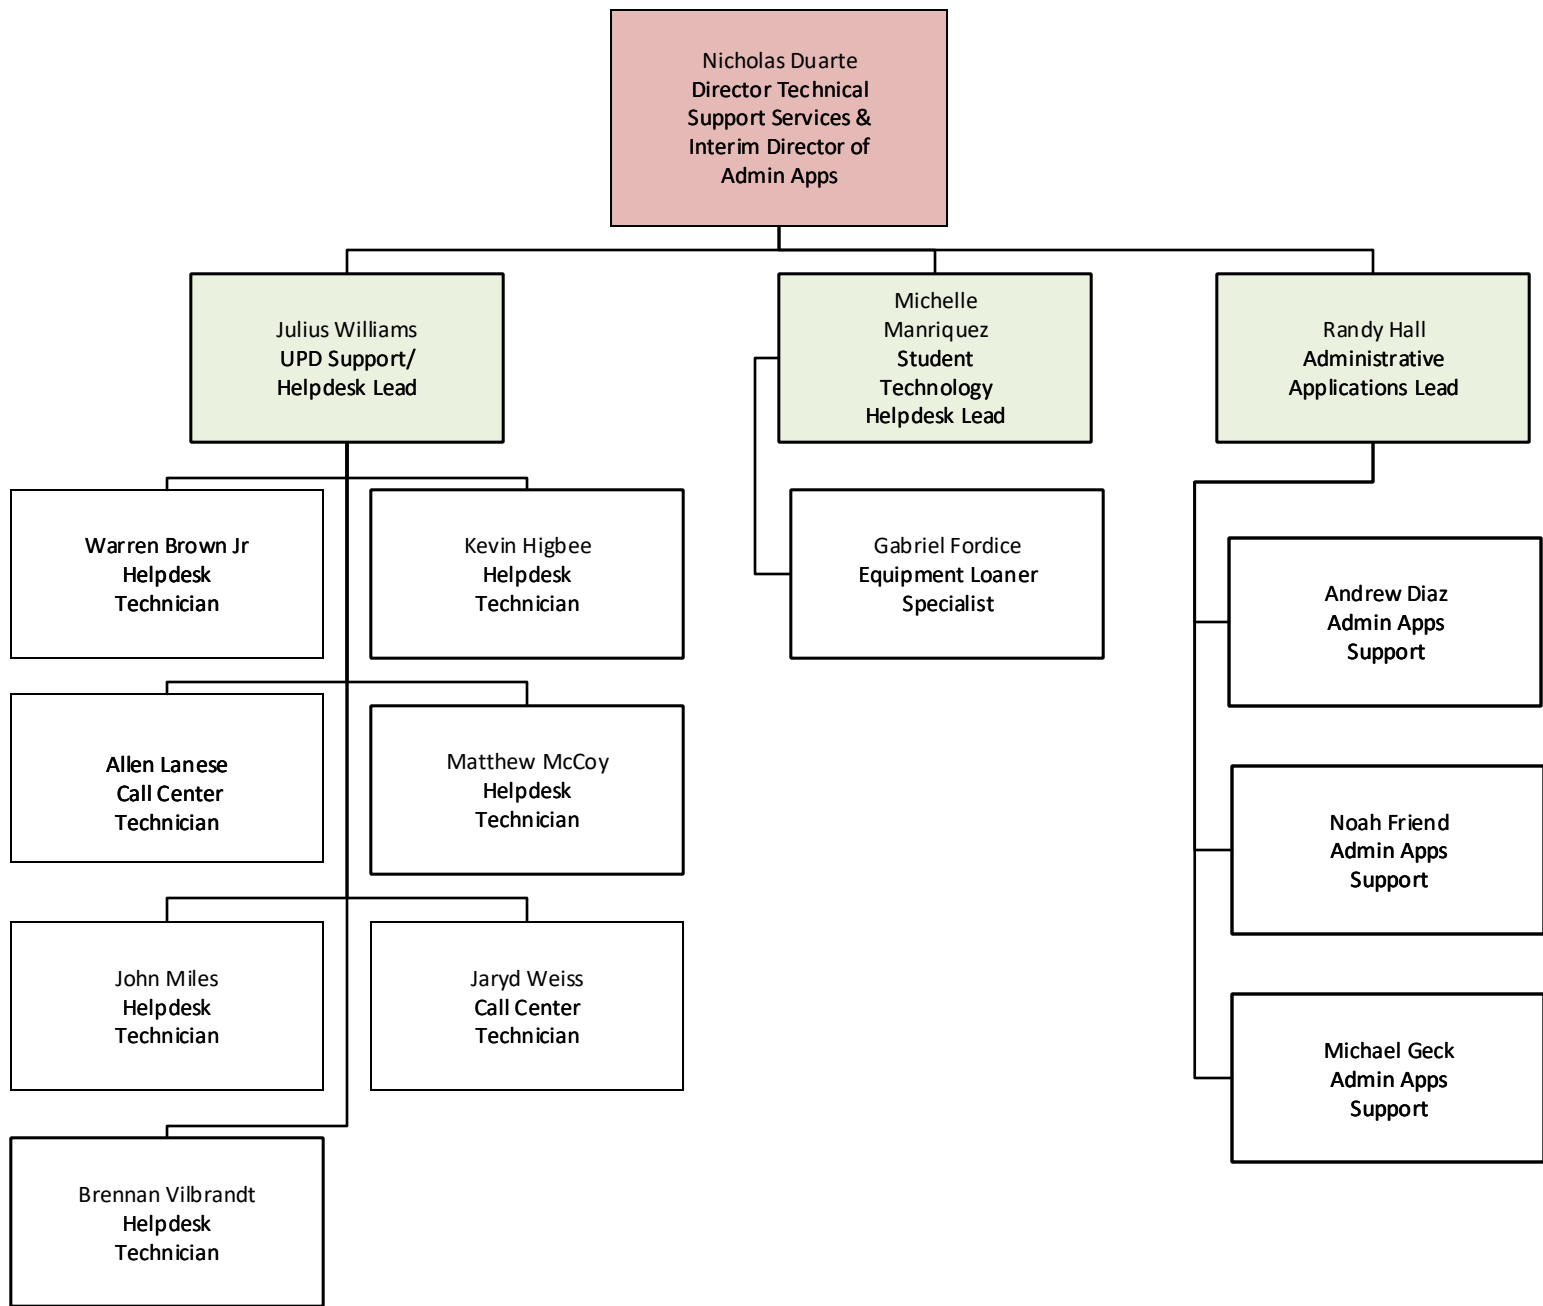 Nicholas Duarte
Director Technical
Support Services &
Interim Director of
Admin Apps
Julius Williams
UPD Support/
Helpdesk Lead
Michelle
Manriquez
Student
Technology
Helpdesk Lead
Randy Hall
Administrative
Applications Lead
Warren Brown Jr
Helpdesk
Technician
Kevin Higbee
Helpdesk
Technician
Gabriel Fordice
Equipment Loaner
Specialist
Andrew Diaz
Admin Apps
Support
Allen Lanese
Call Center
Technician
Matthew McCoy
Helpdesk
Technician
Noah Friend
Admin Apps
Support
John Miles
Helpdesk
Technician
Jaryd Weiss
Call Center
Technician
Michael Geck
Admin Apps
Support
Brennan Vilbrandt
Helpdesk
Technician